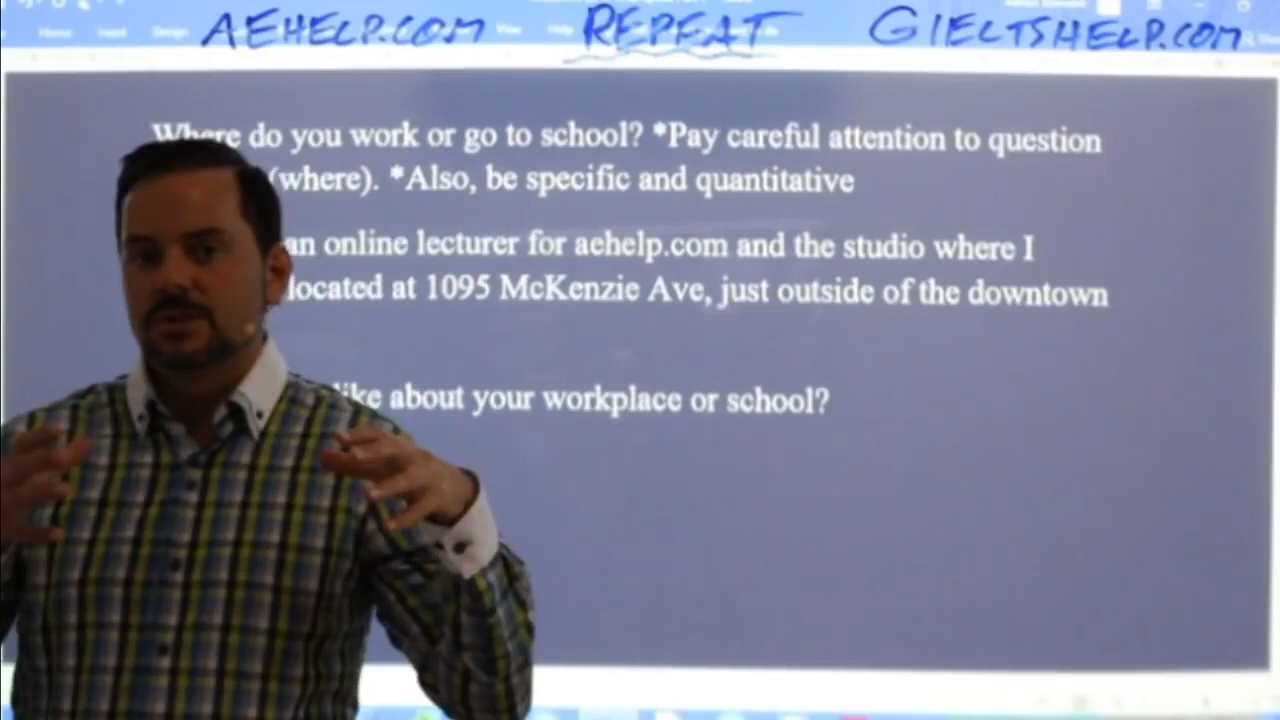 AEHELP.COM REPEAT GIELTSHELP.COM
Where do you work or go to school? *Pay careful attention to question
(where). *Also, be specific and quantitative
an online lecturer for aehelp.com and the studio where I
located at 1095 McKenzie Ave, just outside of the downtown
like about your workplace or school?